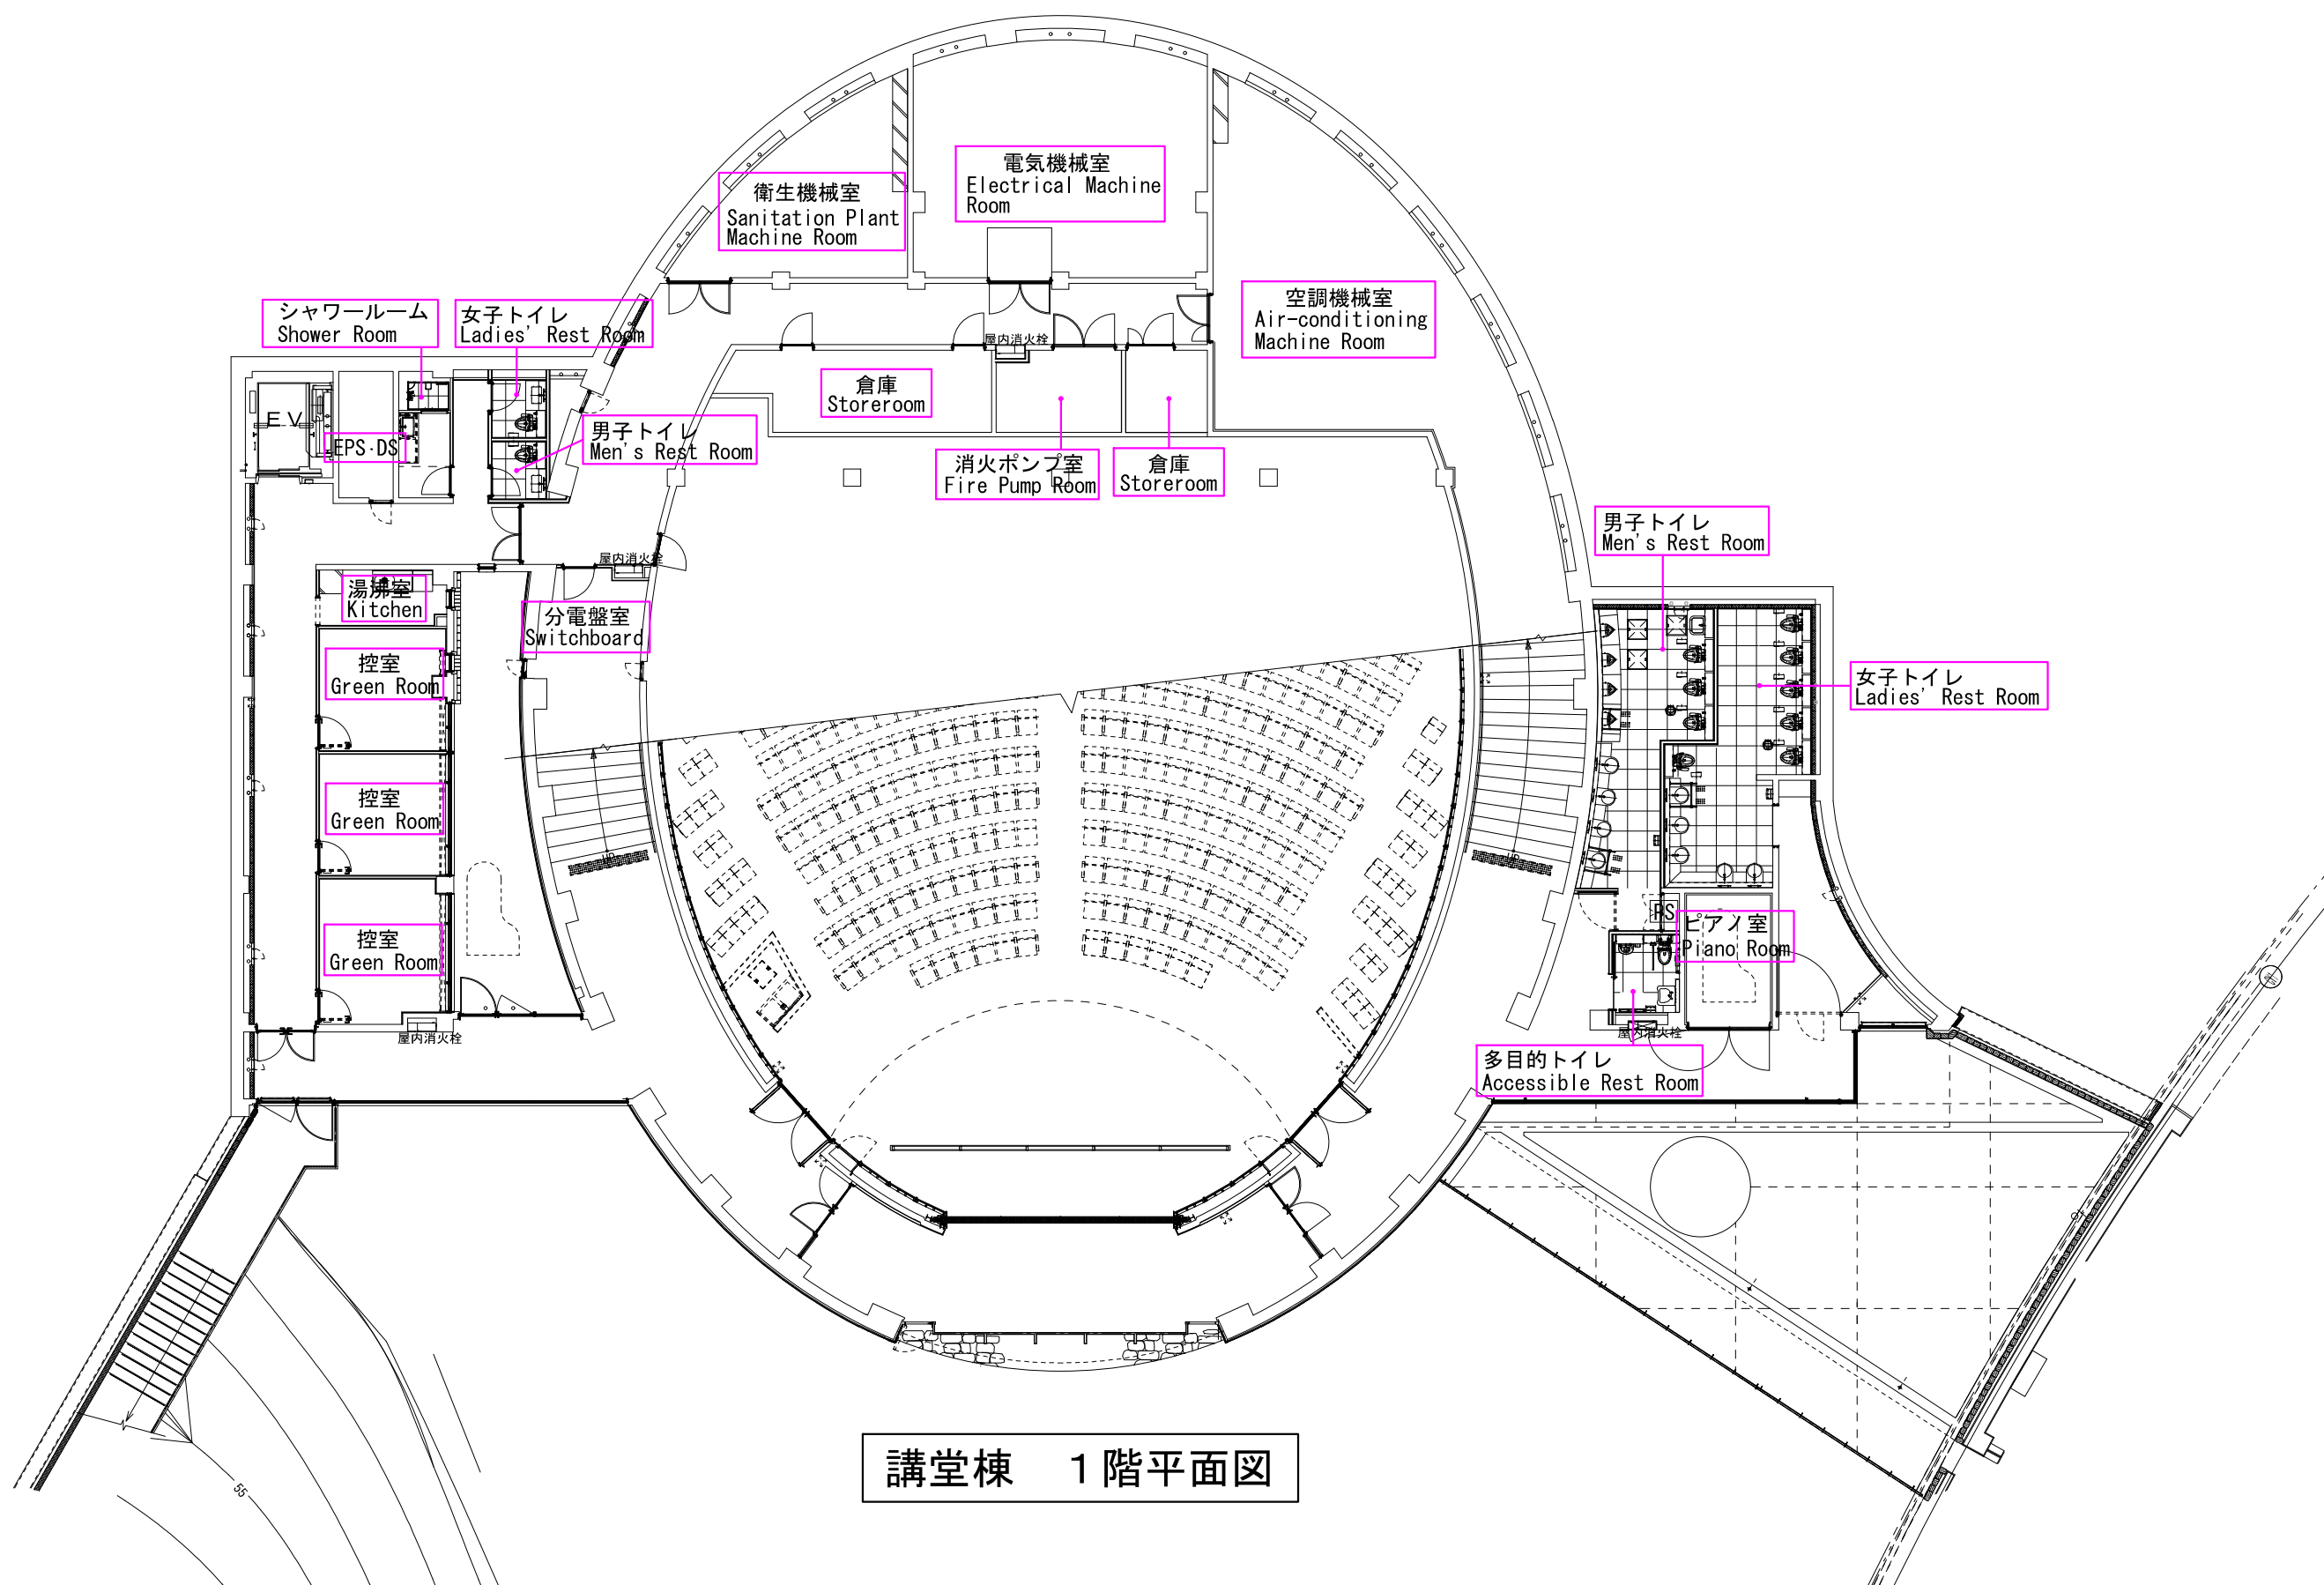 電気機械室
Electrical Machine
Room
衛生機械室
Sanitation Plant
Machine Room
空調機械室
Air-conditioning
Machine Room
シャワールーム
Shower Room
女子トイレ
Ladies' Rest Room
屋内消火栓
倉庫
Storeroom
EV
EPS·DS
男子トイレ
Men's Rest Room
消火ポンプ室
Fire Pump Room
倉庫
Storeroom
男子トイレ
Men's Rest Room
屋内消火栓
湯沸室
Kitchen
分電盤室
Switchboard
控室
Green Room
女子トイレ
Ladies' Rest Room
控室
Green Room
UP
UP
控室
Green Room
PS
ピアノ室
Piano Room
屋内消火栓
屋内消火栓
多目的トイレ
Accessible Rest Room
講堂棟　１階平面図
55